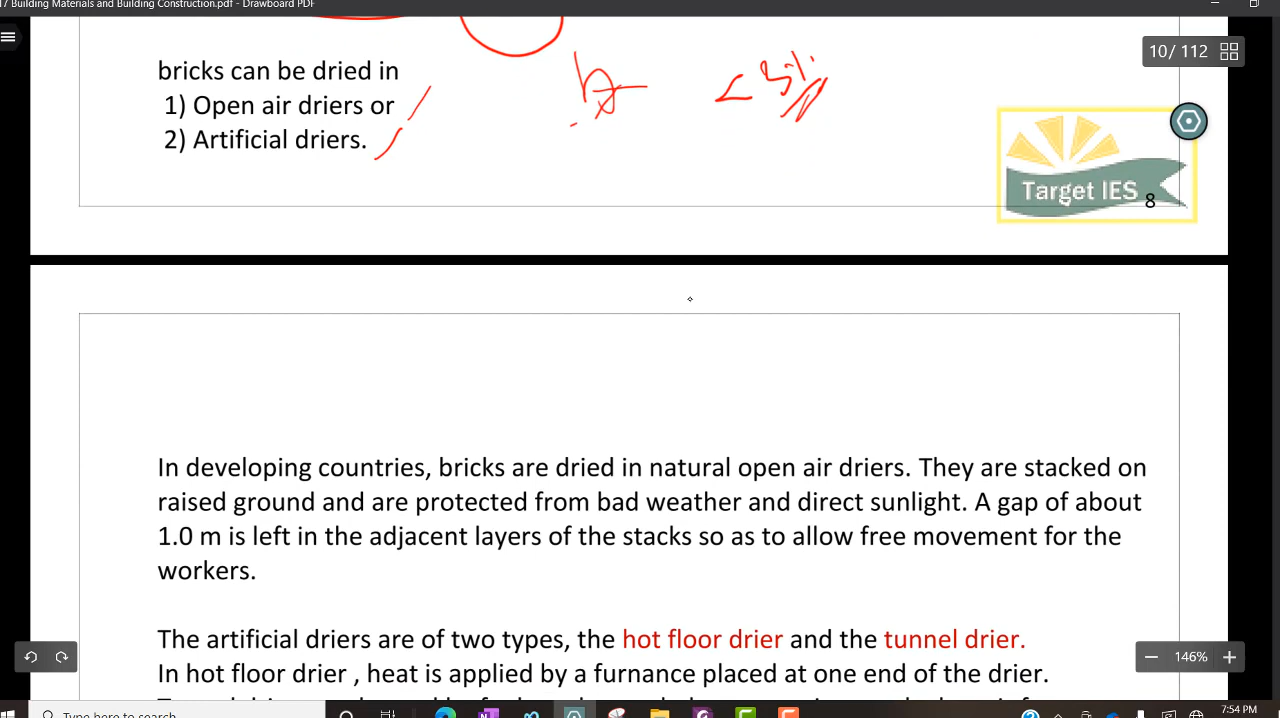 17 Building Materials and Building Construction.pdf - Drawboard PDF
10 / 112
bricks can be dried in
1) Open air driers or
2) Artificial driers.
Target IES
8
In developing countries, bricks are dried in natural open air driers. They are stacked on
raised ground and are protected from bad weather and direct sunlight. A gap of about
1.0 m is left in the adjacent layers of the stacks so as to allow free movement for the
workers.
The artificial driers are of two types, the hot floor drier and the tunnel drier.
In hot floor drier , heat is applied by a furnance placed at one end of the drier.
146%
Type here to search
7:54 PM